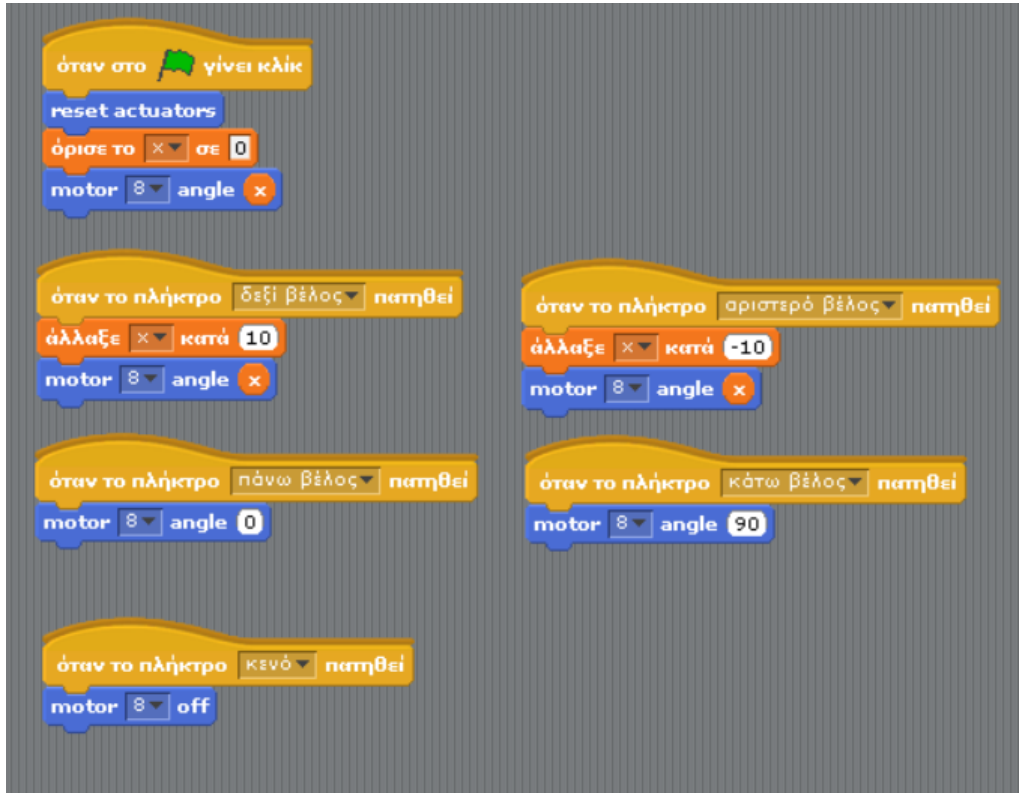 όταν στο γίνει κλίκ
reset actuators
όρισε το x σε 0
motor 8 angle x
όταν το πλήκτρο δεξί βέλος πατηθεί
άλλαξε x κατά 10
motor 8 angle x
όταν το πλήκτρο αριστερό βέλος πατηθεί
άλλαξε x κατά -10
motor 8 angle x
όταν το πλήκτρο πάνω βέλος πατηθεί
motor 8 angle 0
όταν το πλήκτρο κάτω βέλος πατηθεί
motor 8 angle 90
όταν το πλήκτρο κενό πατηθεί
motor 8 off